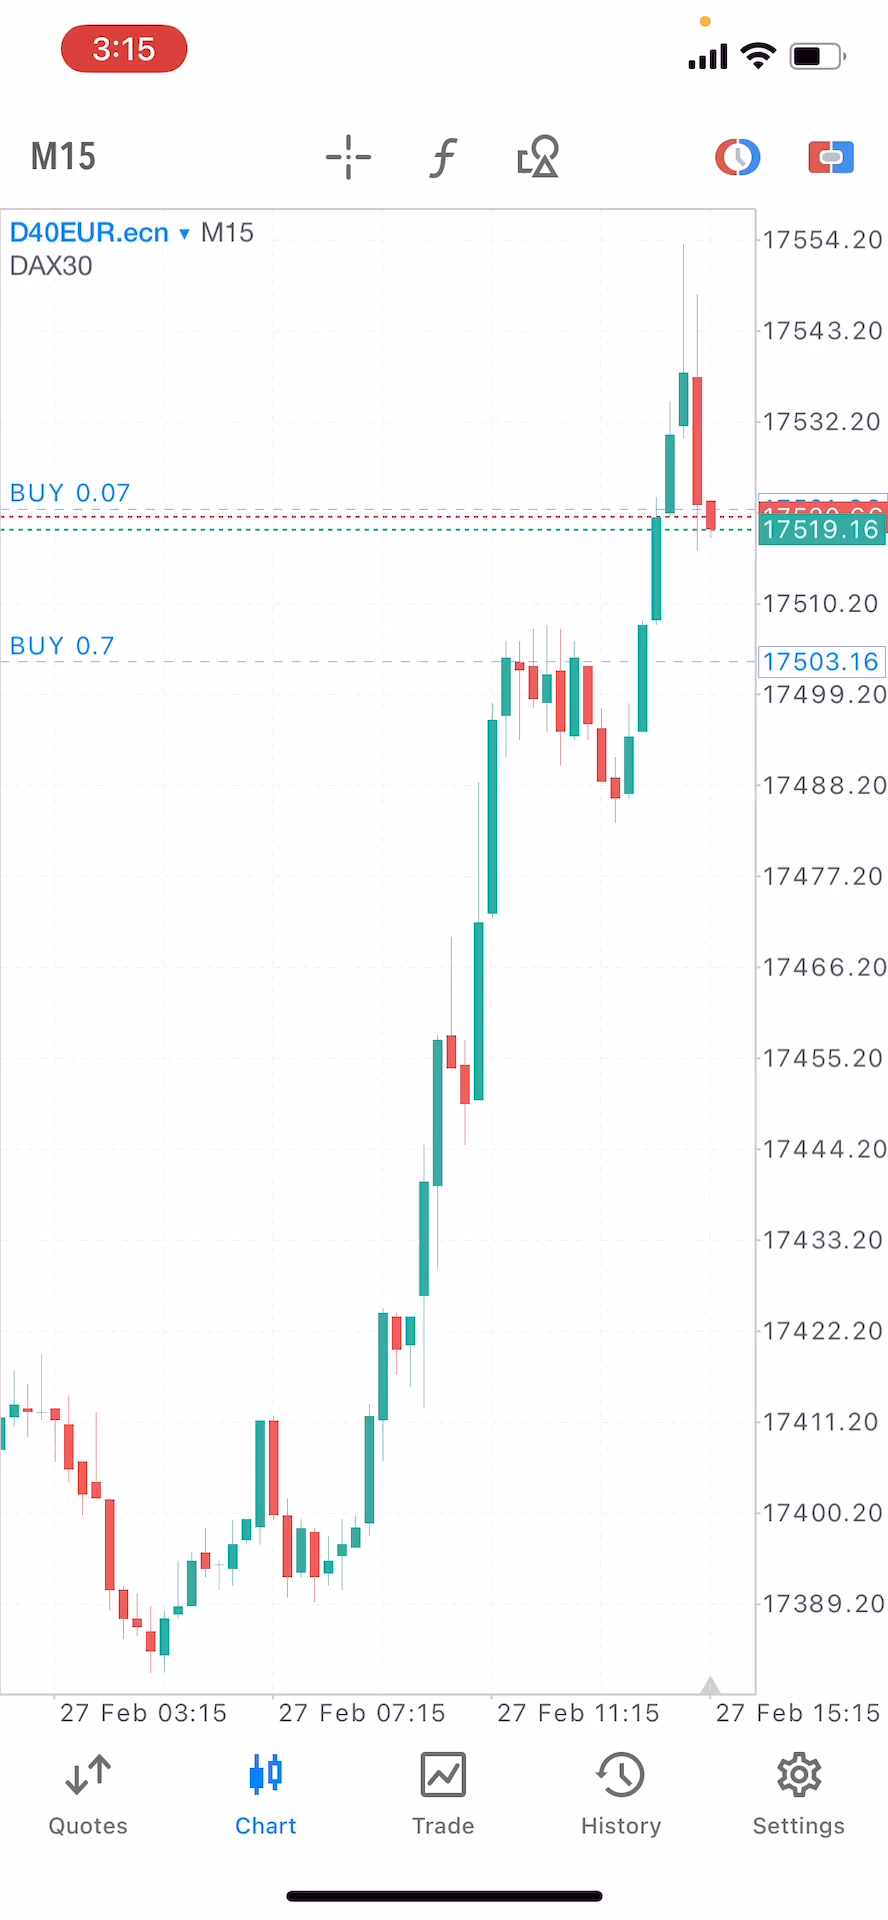 3:15
M15
D40EUR.ecn ▾ M15
DAX30
17554.20
17543.20
17532.20
BUY 0.07
17519.16
17510.20
BUY 0.7
17503.16
17499.20
17488.20
17477.20
17466.20
17455.20
17444.20
17433.20
17422.20
17411.20
17400.20
17389.20
27 Feb 03:15
27 Feb 07:15
27 Feb 11:15
27 Feb 15:15
Quotes
Chart
Trade
History
Settings